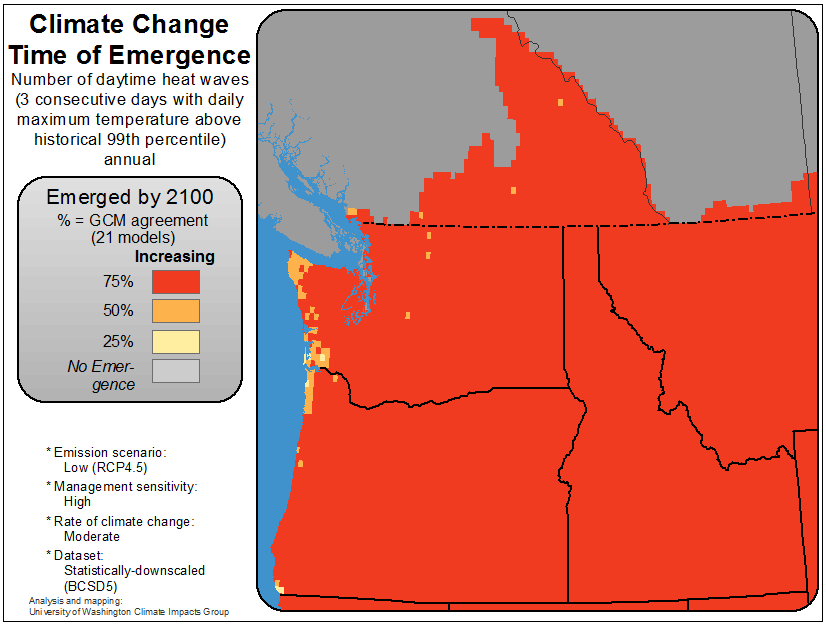 Climate Change
Time of Emergence
Number of daytime heat waves
(3 consecutive days with daily
maximum temperature above
historical 99th percentile)
annual
Emerged by 2100
% = GCM agreement
(21 models)
Increasing
75%
50%
25%
No Emer-
gence
* Emission scenario:
Low (RCP4.5)
* Management sensitivity:
High
* Rate of climate change:
Moderate
* Dataset:
Statistically-downscaled
(BCSD5)
Analysis and mapping:
University of Washington Climate Impacts Group